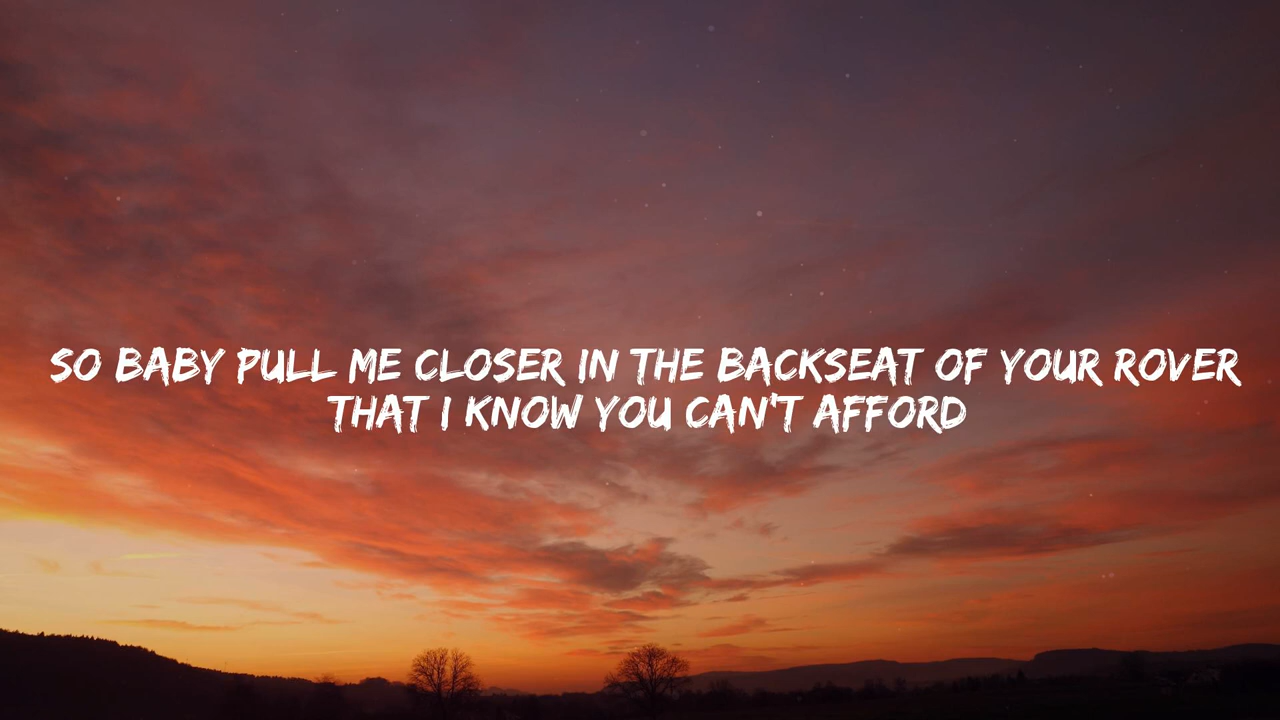 SO BABY PULL ME CLOSER IN THE BACKSEAT OF YOUR ROVER
THAT I KNOW YOU CAN'T AFFORD